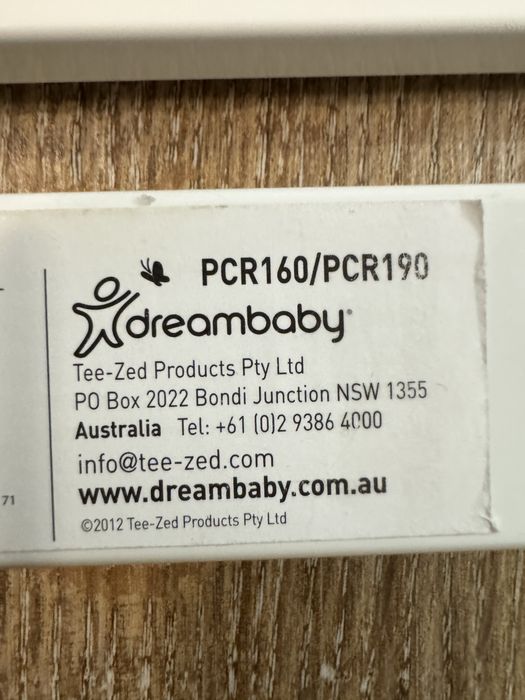 PCR160/PCR190
dreambaby®
Tee-Zed Products Pty Ltd
PO Box 2022 Bondi Junction NSW 1355
Australia Tel: +61 (0)2 9386 4000
info@tee-zed.com
www.dreambaby.com.au
71
©2012 Tee-Zed Products Pty Ltd